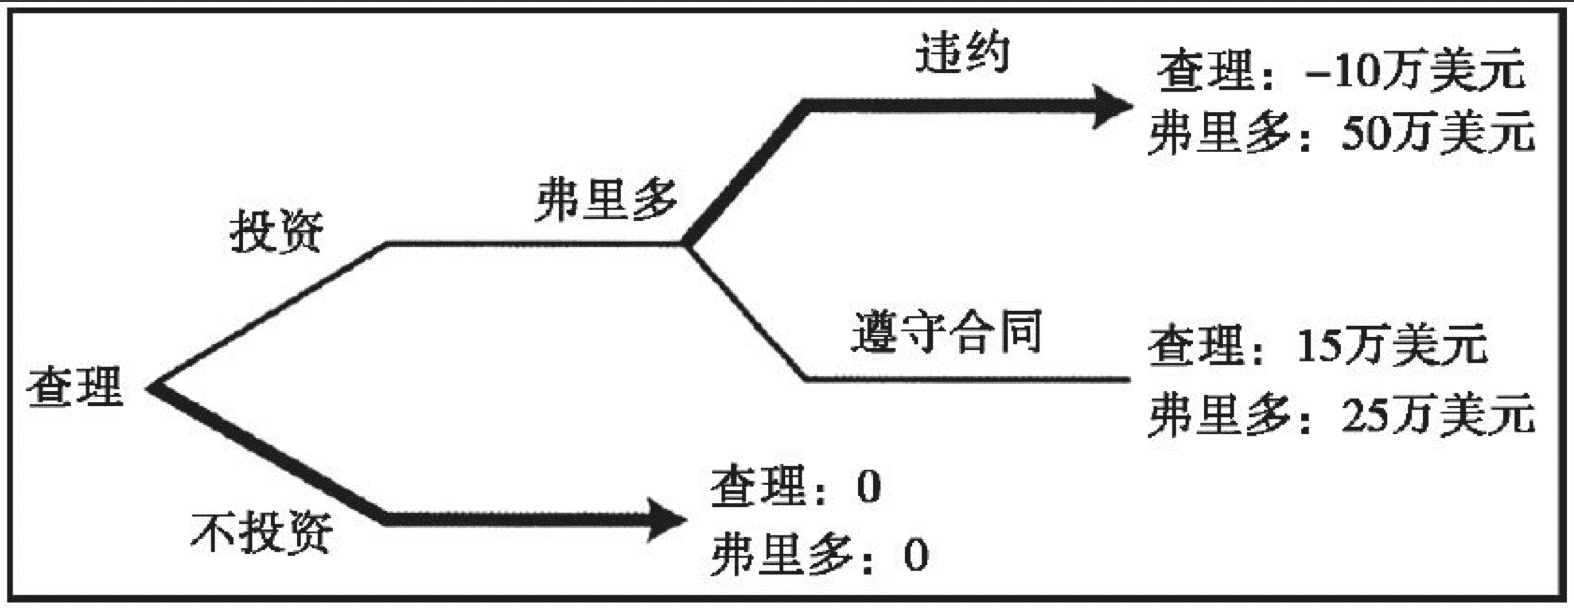 违约
查理：-10万美元
弗里多：50万美元
弗里多
投资
遵守合同
查理：15万美元
弗里多：25万美元
查理
不投资
查理：0
弗里多：0